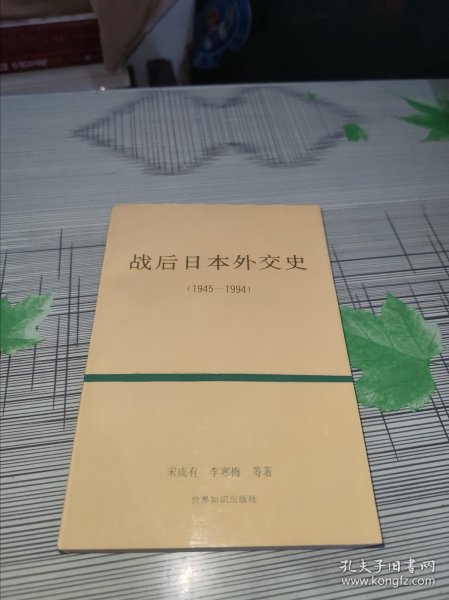 战后日本外交史
(1945—1994)
宋成有 李寒梅 等著
世界知识出版社
孔夫子旧书网
www.kongfz.com